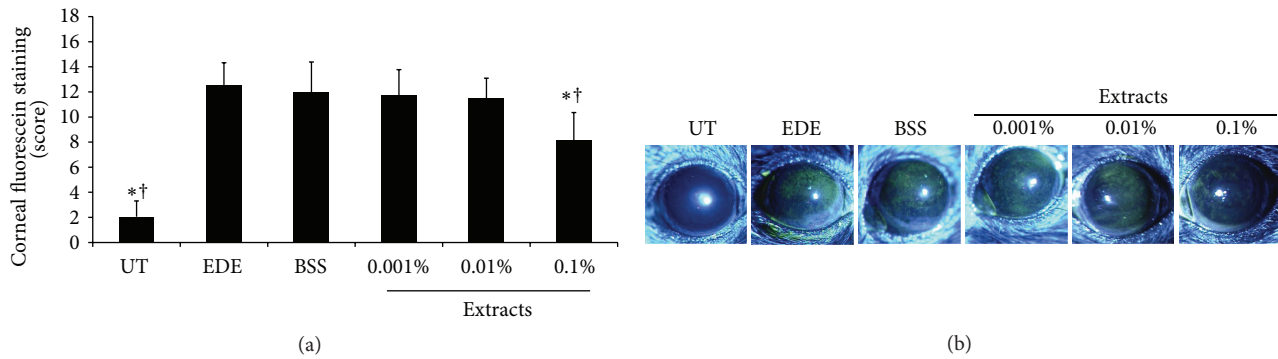 Corneal fluorescein staining
(score)
18
16
14
12
10
8
6
4
2
0
*†
*†
UT EDE BSS 0.001% 0.01% 0.1%
Extracts
(a)
Extracts
UT EDE BSS 0.001% 0.01% 0.1%
(b)